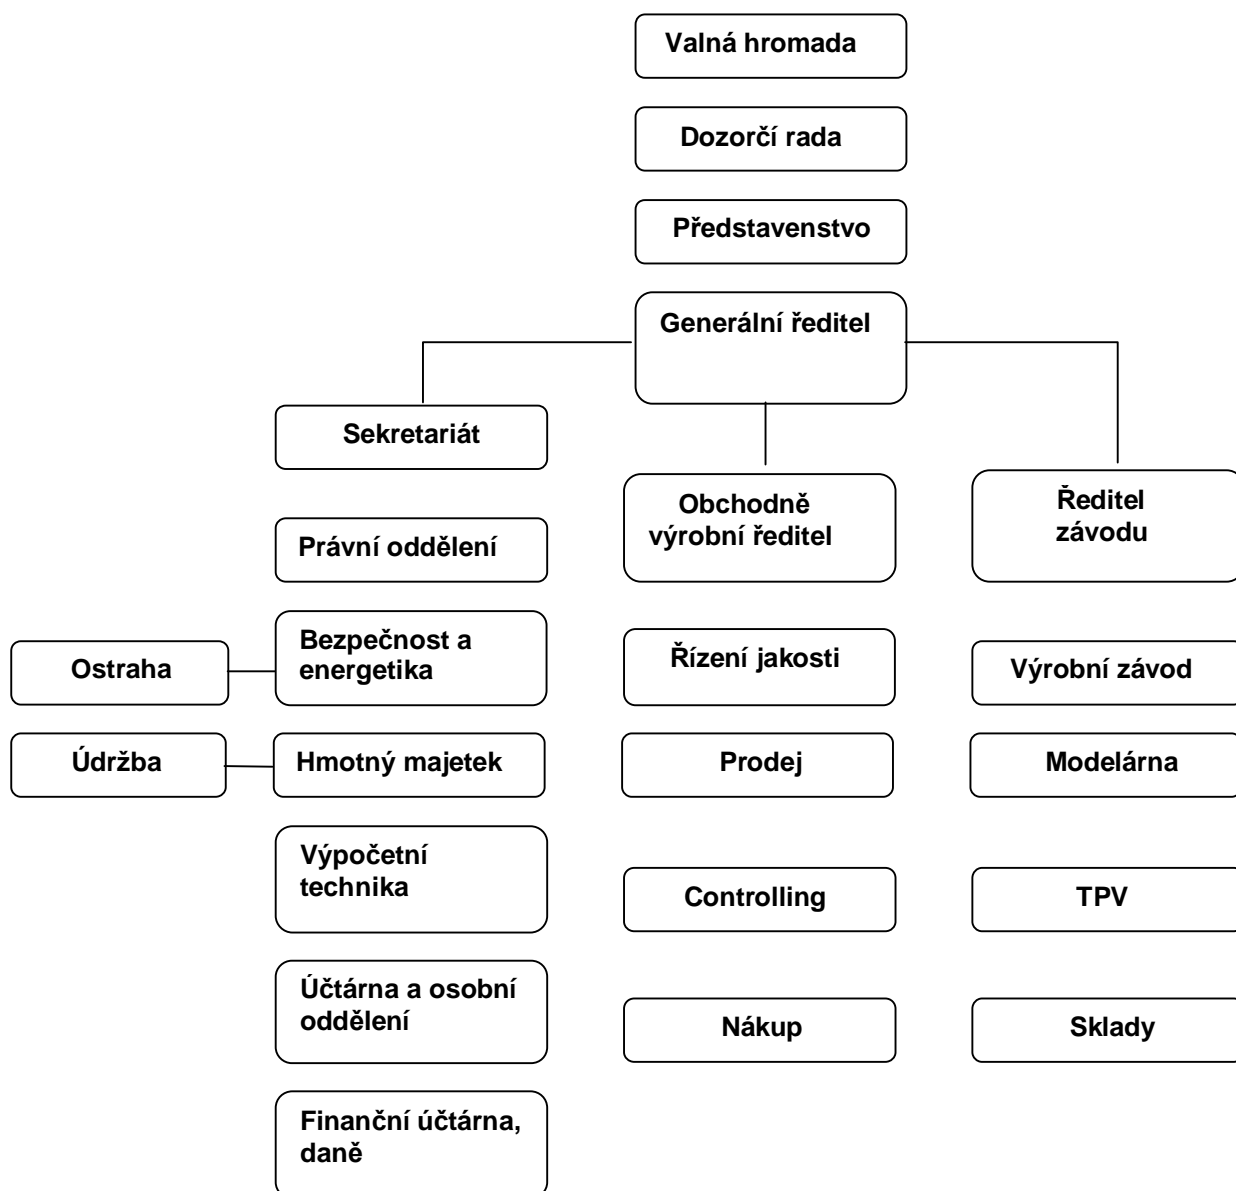 Valná hromada
Dozorčí rada
Představenstvo
Generální ředitel
Sekretariát
Obchodně
výrobní ředitel
Ředitel
závodu
Právní oddělení
Ostraha
Bezpečnost a
energetika
Řízení jakosti
Výrobní závod
Údržba
Hmotný majetek
Prodej
Modelárna
Výpočetní
technika
Controlling
TPV
Účtárna a osobní
oddělení
Nákup
Sklady
Finanční účtárna,
daně